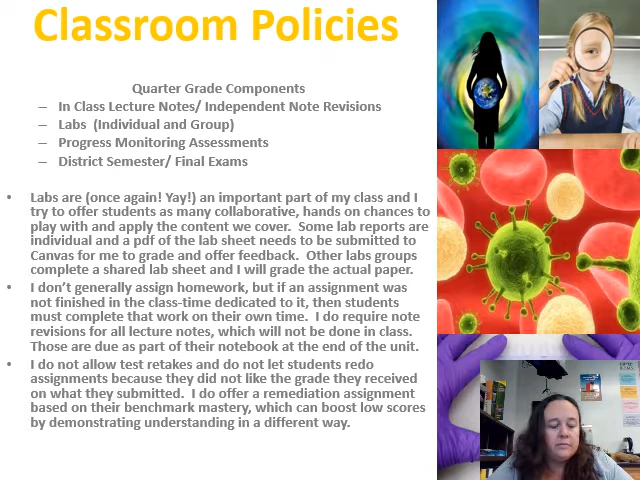 Classroom Policies
Quarter Grade Components
– In Class Lecture Notes/ Independent Note Revisions
– Labs (Individual and Group)
– Progress Monitoring Assessments
– District Semester/ Final Exams
• Labs are (once again! Yay!) an important part of my class and I
try to offer students as many collaborative, hands on chances to
play with and apply the content we cover. Some lab reports are
individual and a pdf of the lab sheet needs to be submitted to
Canvas for me to grade and offer feedback. Other labs groups
complete a shared lab sheet and I will grade the actual paper.
• I don't generally assign homework, but if an assignment was
not finished in the class-time dedicated to it, then students
must complete that work on their own time. I do require note
revisions for all lecture notes, which will not be done in class.
Those are due as part of their notebook at the end of the unit.
• I do not allow test retakes and do not let students redo
assignments because they did not like the grade they received
on what they submitted. I do offer a remediation assignment
based on their benchmark mastery, which can boost low scores
by demonstrating understanding in a different way.